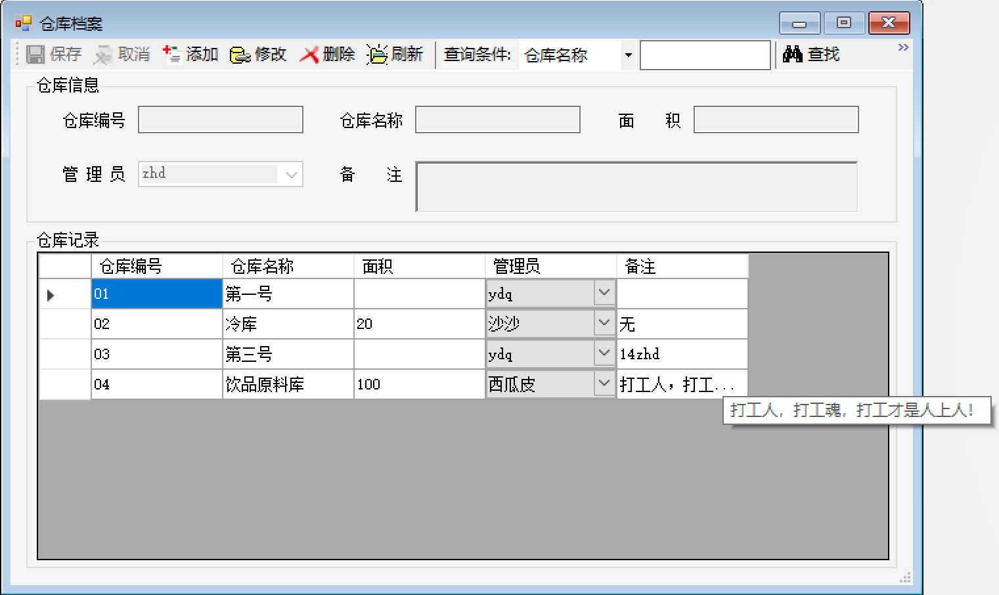 仓库档案
保存 取消 添加 修改 删除 刷新 查询条件: 仓库名称 查找 »
仓库信息
仓库编号 仓库名称 面 积
管 理 员 zhd 备 注
仓库记录
仓库编号 仓库名称 面积 管理员 备注
01 第一号 ydq
02 冷库 20 沙沙 无
03 第三号 ydq 14zhd
04 饮品原料库 100 西瓜皮 打工人，打工...
打工人，打工魂，打工才是人上人！